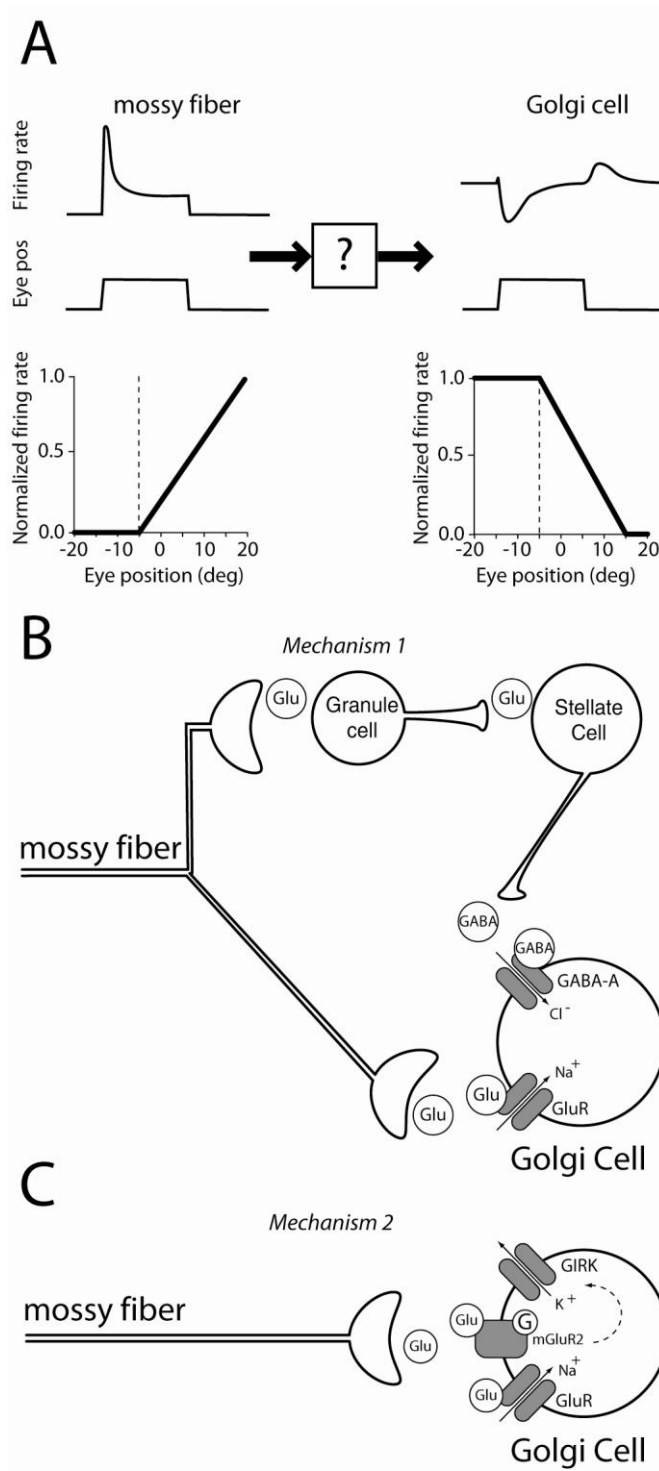 A
mossy fiber
Golgi cell
Firing rate
Eye pos
?
Normalized firing rate
1.0
0.5
0.0
-20 -10 0 10 20
Eye position (deg)
Normalized firing rate
1.0
0.5
0.0
-20 -10 0 10 20
Eye position (deg)
B
Mechanism 1
Glu
Granule
cell
Glu
Stellate
Cell
mossy fiber
GABA
GABA
GABA-A
Cl-
Glu
Glu
Na+
GluR
Golgi Cell
C
Mechanism 2
mossy fiber
Glu
GIRK
K+
Glu
G
mGluR2
Na+
Glu
GluR
Golgi Cell